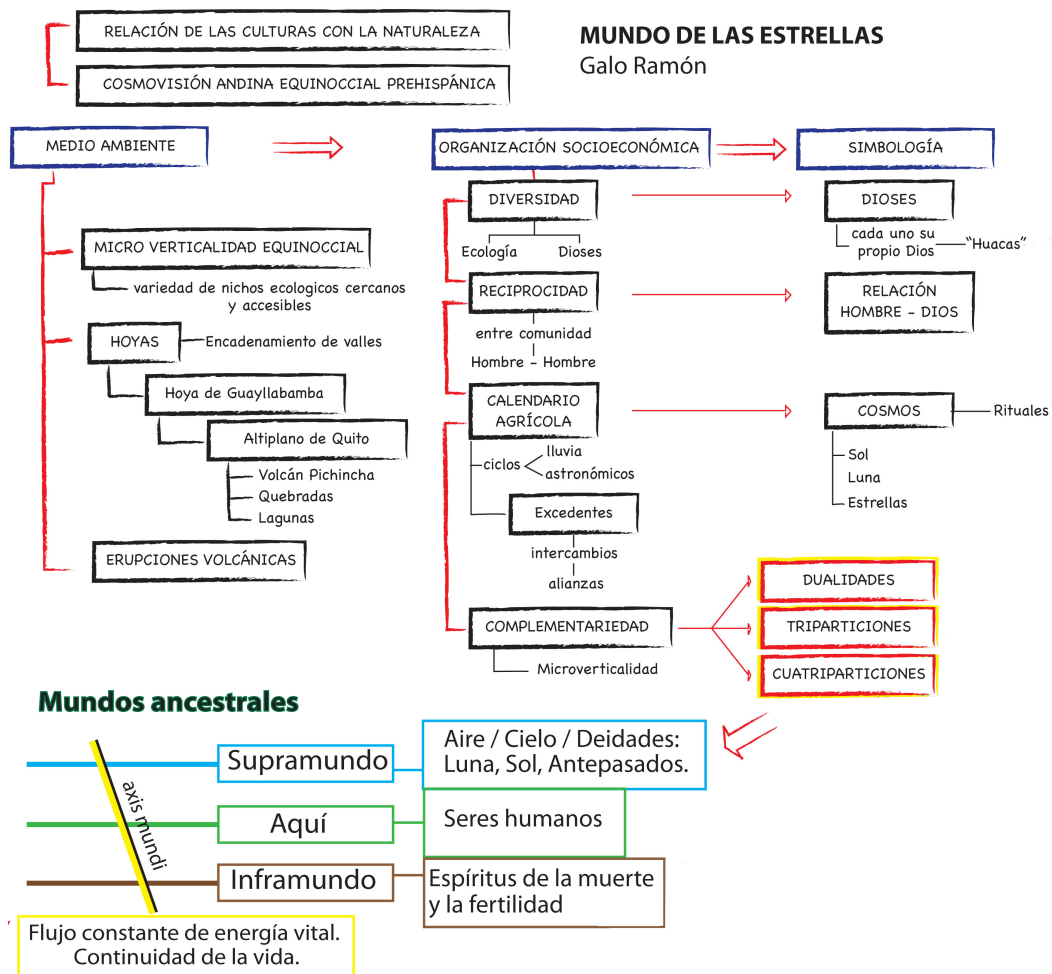 RELACIÓN DE LAS CULTURAS CON LA NATURALEZA
COSMOVISIÓN ANDINA EQUINOCCIAL PREHISPÁNICA
MUNDO DE LAS ESTRELLAS
Galo Ramón
MEDIO AMBIENTE
MICRO VERTICALIDAD EQUINOCCIAL
variedad de nichos ecologicos cercanos
y accesibles
HOYAS
Encadenamiento de valles
Hoya de Guayllabamba
Altiplano de Quito
Volcán Pichincha
Quebradas
Lagunas
ERUPCIONES VOLCÁNICAS
ORGANIZACIÓN SOCIOECONÓMICA
DIVERSIDAD
Ecología
Dioses
RECIPROCIDAD
entre comunidad
Hombre - Hombre
CALENDARIO
AGRÍCOLA
ciclos
lluvia
astronómicos
Excedentes
intercambios
alianzas
COMPLEMENTARIEDAD
Microverticalidad
SIMBOLOGÍA
DIOSES
cada uno su
propio Dios
"Huacas"
RELACIÓN
HOMBRE - DIOS
COSMOS
Rituales
Sol
Luna
Estrellas
DUALIDADES
TRIPARTICIONES
CUATRIPARTICIONES
Mundos ancestrales
axis mundi
Supramundo
Aire / Cielo / Deidades:
Luna, Sol, Antepasados.
Aquí
Seres humanos
Inframundo
Espíritus de la muerte
y la fertilidad
Flujo constante de energía vital.
Continuidad de la vida.